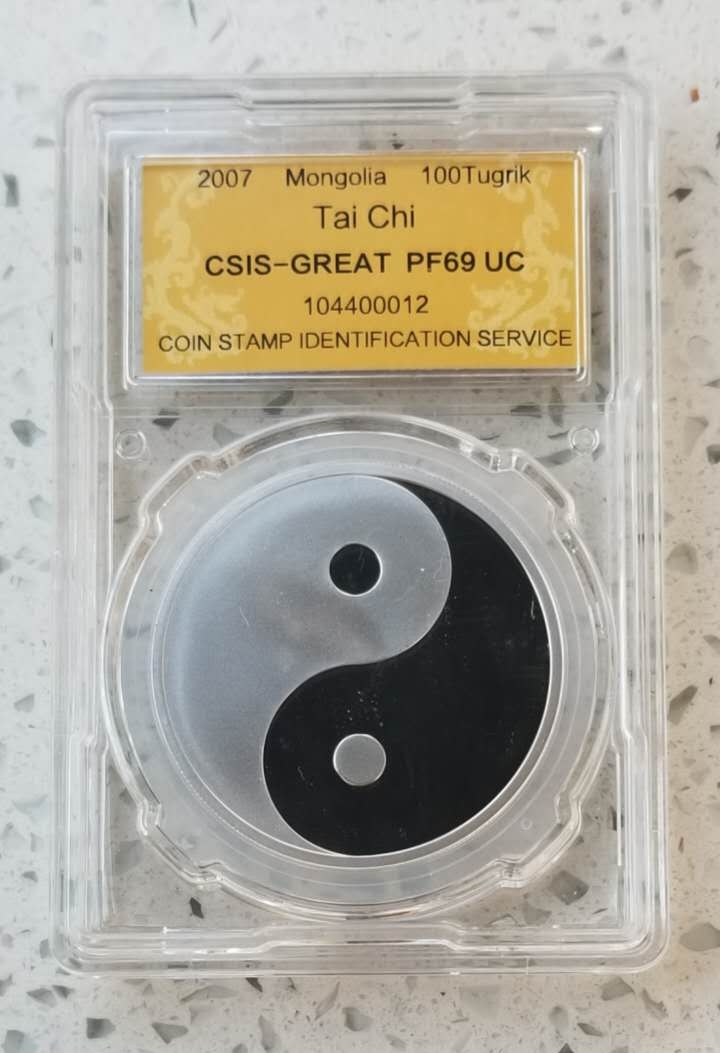 2007 Mongolia 100Tugrik
Tai Chi
CSIS-GREAT PF69 UC
104400012
COIN STAMP IDENTIFICATION SERVICE